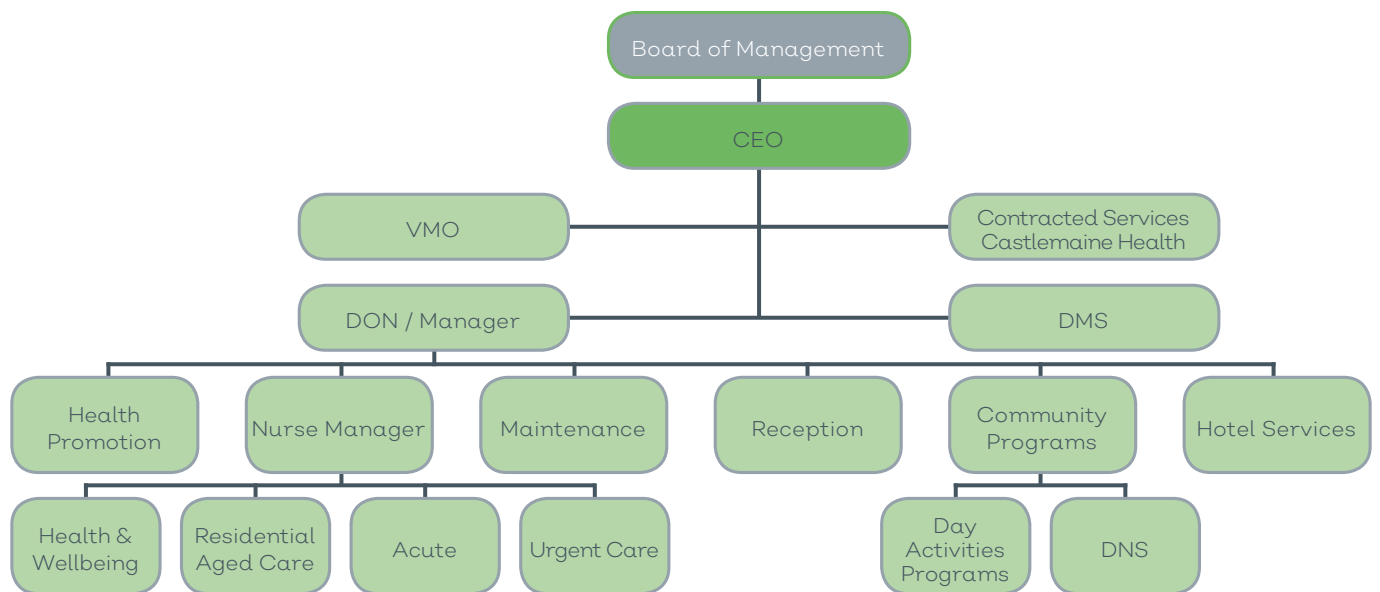 Board of Management
CEO
VMO
Contracted Services
Castlemaine Health
DON / Manager
DMS
Health
Promotion
Nurse Manager
Maintenance
Reception
Community
Programs
Hotel Services
Health &
Wellbeing
Residential
Aged Care
Acute
Urgent Care
Day
Activities
Programs
DNS